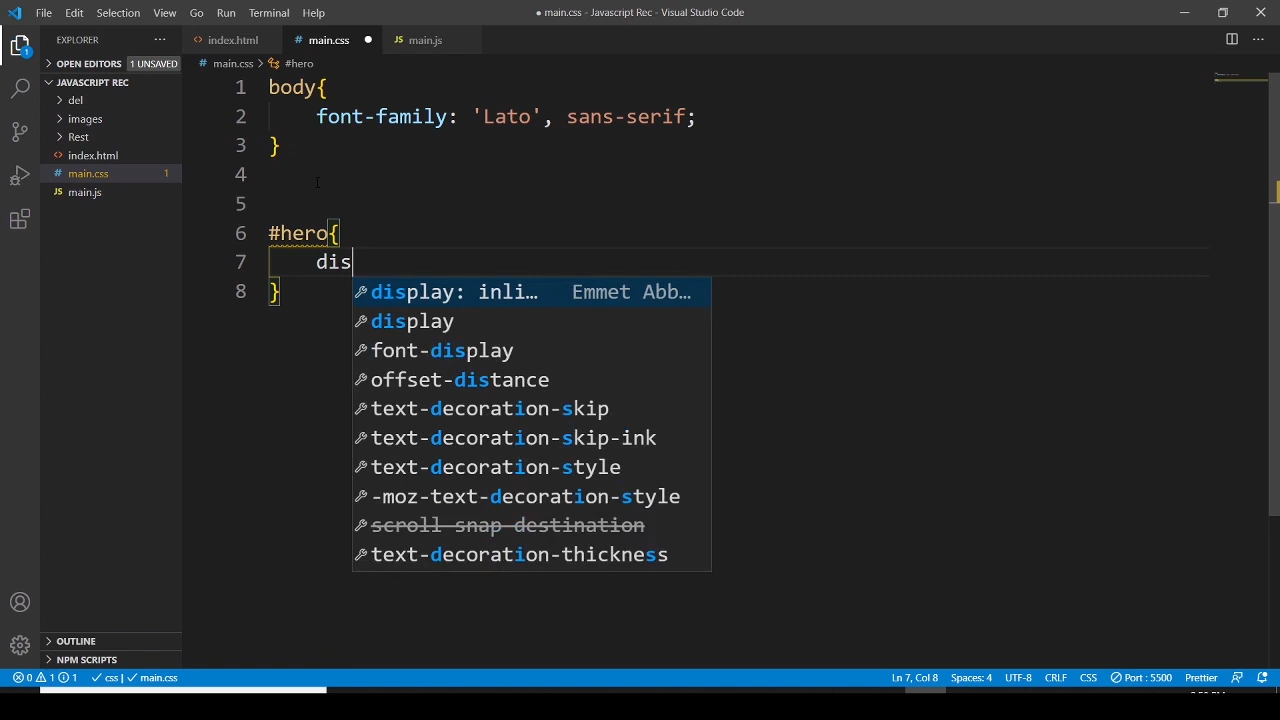 File Edit Selection View Go Run Terminal Help
● main.css - Javascript Rec - Visual Studio Code
EXPLORER
index.html
main.css
main.js
OPEN EDITORS 1 UNSAVED
main.css > #hero
JAVASCRIPT REC
del
images
Rest
index.html
main.css 1
main.js
1 body{
2 font-family: 'Lato', sans-serif;
3 }
4
5
6 #hero{
7 dis
8 }
display: inli… Emmet Abb…
display
font-display
offset-distance
text-decoration-skip
text-decoration-skip-ink
text-decoration-style
-moz-text-decoration-style
scroll-snap-destination
text-decoration-thickness
1
OUTLINE
NPM SCRIPTS
0 1 1 css | main.css
Ln 7, Col 8 Spaces: 4 UTF-8 CRLF CSS Port : 5500 Prettier